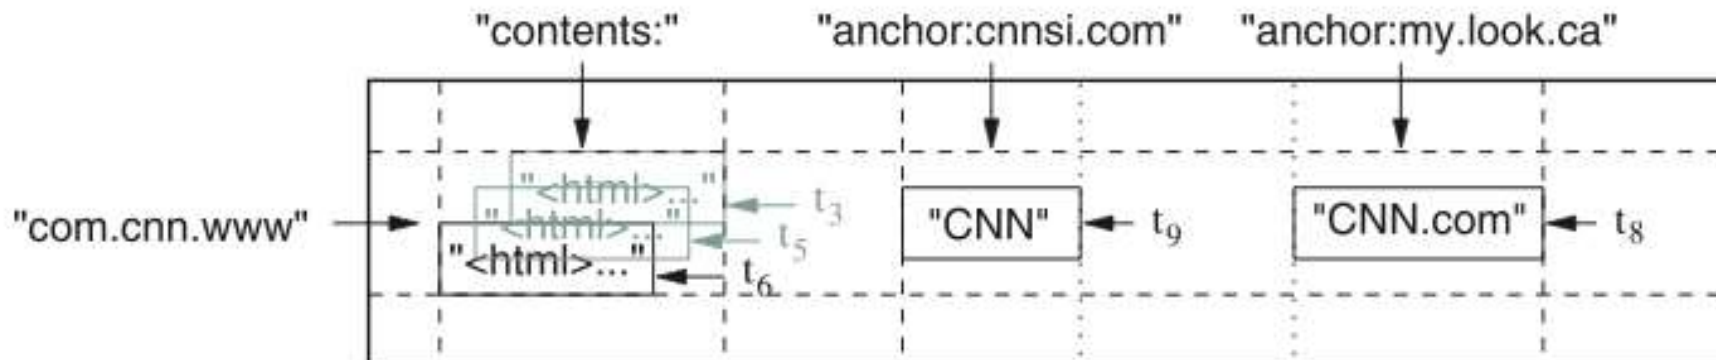 "contents:" "anchor:cnnsi.com" "anchor:my.look.ca"
"<html>..." t3
"com.cnn.www" "<html>..." t5 "CNN" t9 "CNN.com" t8
"<html>..." t6